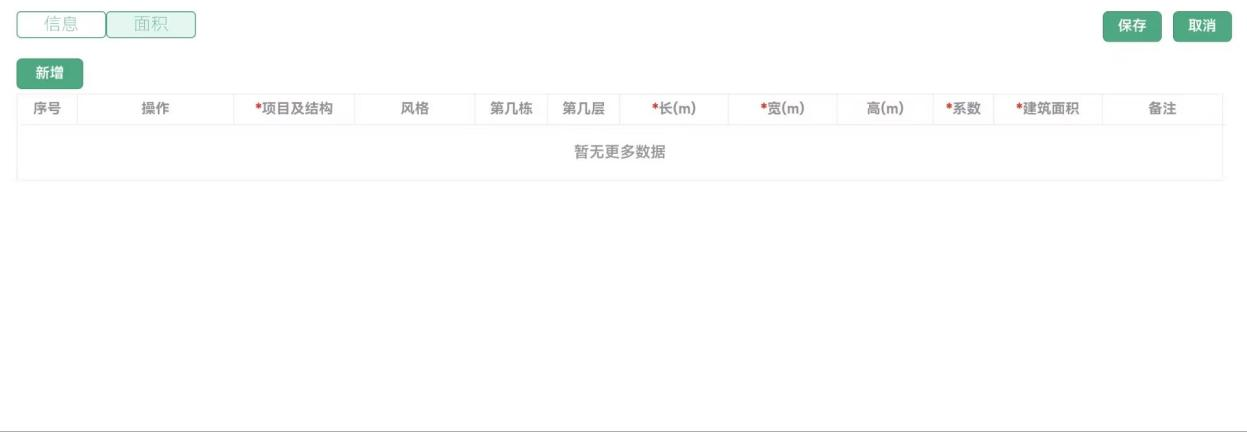 信息 面积 保存 取消
新增
序号 操作 *项目及结构 风格 第几栋 第几层 *长(m) *宽(m) 高(m) *系数 *建筑面积 备注
暂无更多数据